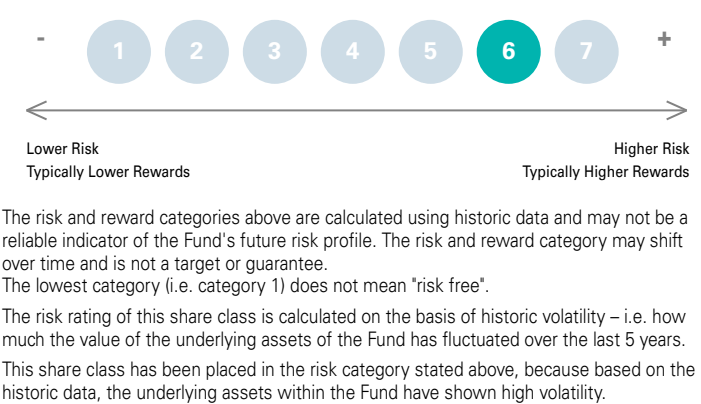 - 1 2 3 4 5 6 7 +
Lower Risk Higher Risk
Typically Lower Rewards Typically Higher Rewards
The risk and reward categories above are calculated using historic data and may not be a
reliable indicator of the Fund's future risk profile. The risk and reward category may shift
over time and is not a target or guarantee.
The lowest category (i.e. category 1) does not mean "risk free".
The risk rating of this share class is calculated on the basis of historic volatility – i.e. how
much the value of the underlying assets of the Fund has fluctuated over the last 5 years.
This share class has been placed in the risk category stated above, because based on the
historic data, the underlying assets within the Fund have shown high volatility.